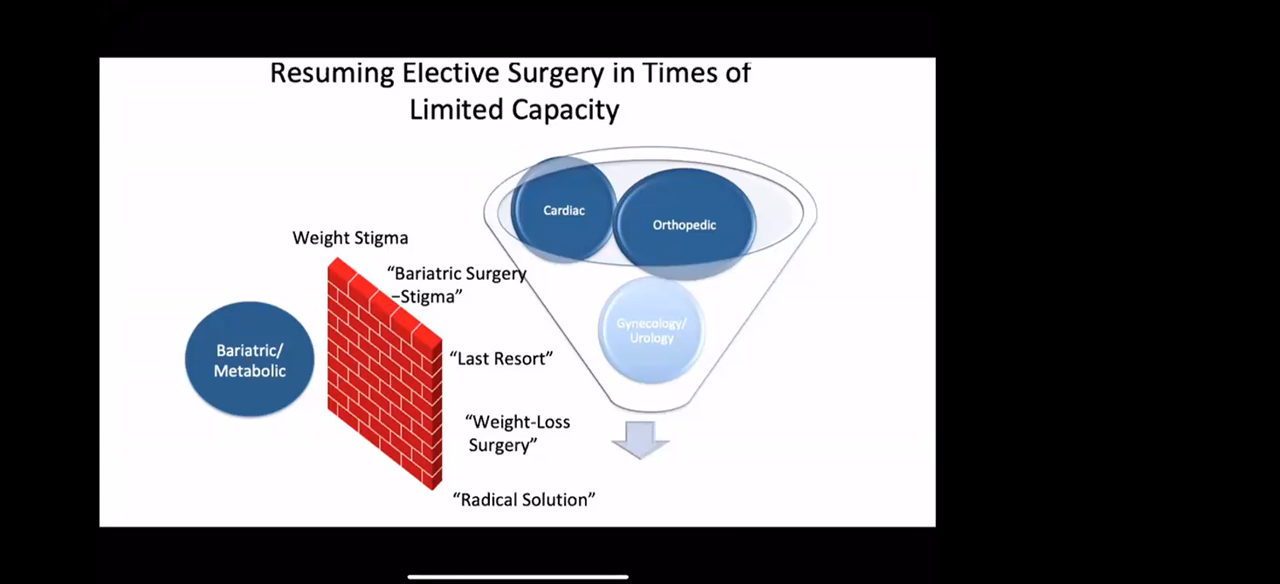 Resuming Elective Surgery in Times of
Limited Capacity
Cardiac
Orthopedic
Gynecology/
Urology
Weight Stigma
“Bariatric Surgery
–Stigma”
Bariatric/
Metabolic
“Last Resort”
“Weight-Loss
Surgery”
“Radical Solution”